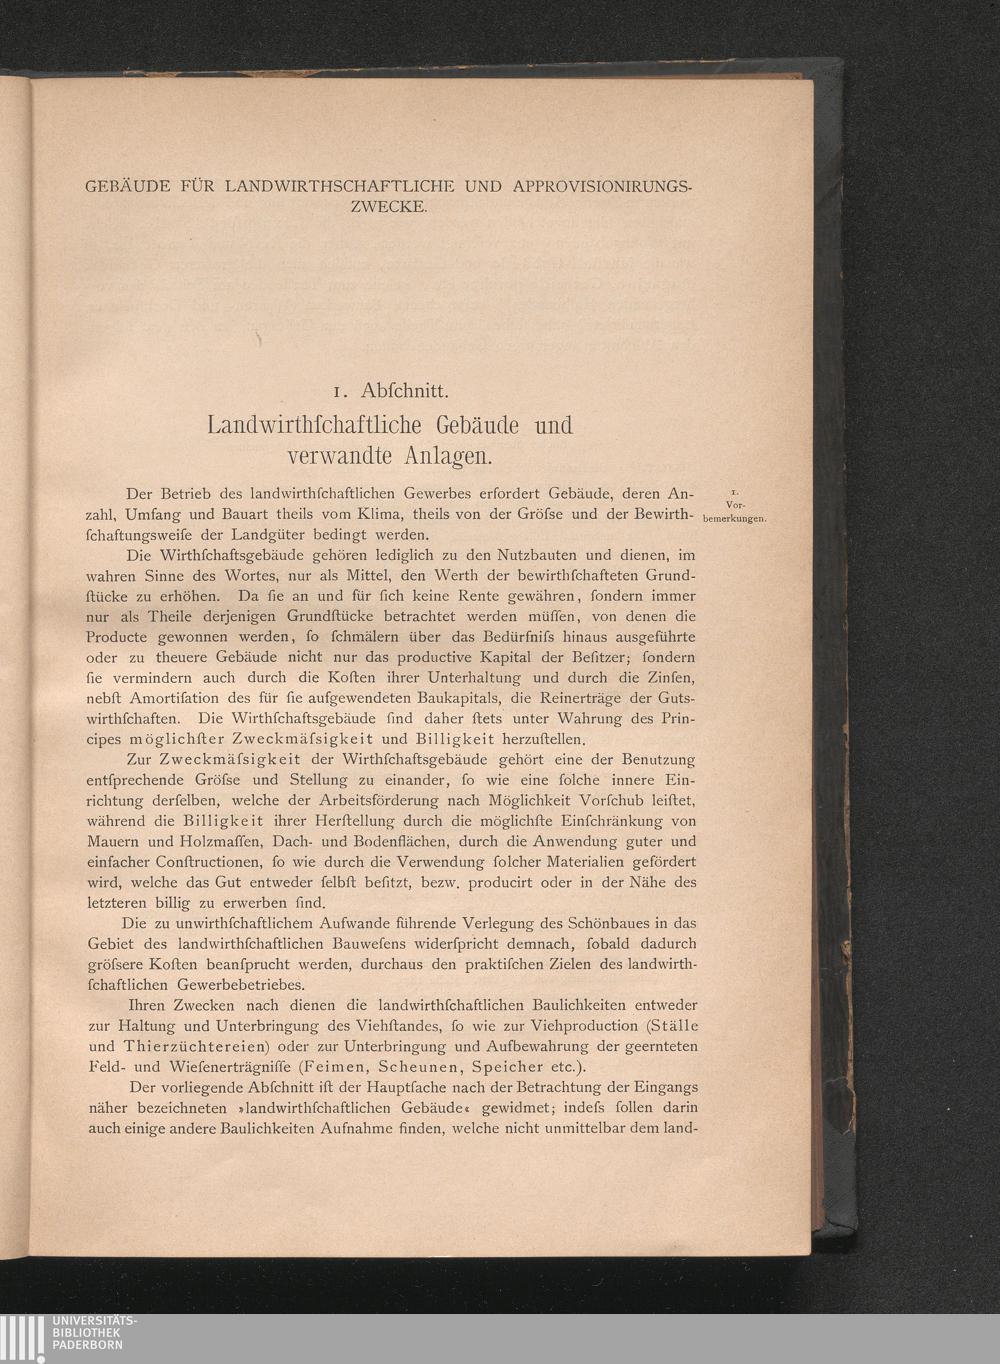 GEBÄUDE FÜR LANDWIRTHSCHAFTLICHE UND APPROVISIONIRUNGS-
ZWECKE.
1. Abſchnitt.
Landwirthſchaftliche Gebäude und
verwandte Anlagen.
Der Betrieb des landwirthſchaftlichen Gewerbes erfordert Gebäude, deren An-
zahl, Umfang und Bauart theils vom Klima, theils von der Gröſse und der Bewirth-
ſchaftungsweiſe der Landgüter bedingt werden.
1.
Vor-
bemerkungen.
Die Wirthſchaftsgebäude gehören lediglich zu den Nutzbauten und dienen, im
wahren Sinne des Wortes, nur als Mittel, den Werth der bewirthſchafteten Grund-
ſtücke zu erhöhen. Da ſie an und für ſich keine Rente gewähren, ſondern immer
nur als Theile derjenigen Grundſtücke betrachtet werden müſſen, von denen die
Producte gewonnen werden, ſo ſchmälern über das Bedürfniſs hinaus ausgeführte
oder zu theuere Gebäude nicht nur das productive Kapital der Beſitzer; ſondern
ſie vermindern auch durch die Koſten ihrer Unterhaltung und durch die Zinſen,
nebſt Amortiſation des für ſie aufgewendeten Baukapitals, die Reinerträge der Guts-
wirthſchaften. Die Wirthſchaftsgebäude ſind daher ſtets unter Wahrung des Prin-
cipes möglichſter Zweckmäſsigkeit und Billigkeit herzuſtellen.
Zur Zweckmäſsigkeit der Wirthſchaftsgebäude gehört eine der Benutzung
entſprechende Gröſse und Stellung zu einander, ſo wie eine ſolche innere Ein-
richtung derſelben, welche der Arbeitsförderung nach Möglichkeit Vorſchub leiſtet,
während die Billigkeit ihrer Herſtellung durch die möglichſte Einſchränkung von
Mauern und Holzmaſſen, Dach- und Bodenflächen, durch die Anwendung guter und
einfacher Conſtructionen, ſo wie durch die Verwendung ſolcher Materialien gefördert
wird, welche das Gut entweder ſelbſt beſitzt, bezw. producirt oder in der Nähe des
letzteren billig zu erwerben ſind.
Die zu unwirthſchaftlichem Aufwande führende Verlegung des Schönbaues in das
Gebiet des landwirthſchaftlichen Bauweſens widerſpricht demnach, ſobald dadurch
gröſsere Koſten beanſprucht werden, durchaus den praktiſchen Zielen des landwirth-
ſchaftlichen Gewerbebetriebes.
Ihren Zwecken nach dienen die landwirthſchaftlichen Baulichkeiten entweder
zur Haltung und Unterbringung des Viehſtandes, ſo wie zur Viehproduction (Ställe
und Thierzüchtereien) oder zur Unterbringung und Aufbewahrung der geernteten
Feld- und Wieſenerträgniſſe (Feimen, Scheunen, Speicher etc.).
Der vorliegende Abſchnitt iſt der Hauptſache nach der Betrachtung der Eingangs
näher bezeichneten »landwirthſchaftlichen Gebäude« gewidmet; indeſs ſollen darin
auch einige andere Baulichkeiten Aufnahme finden, welche nicht unmittelbar dem land-
UNIVERSITÄTS-
BIBLIOTHEK
PADERBORN